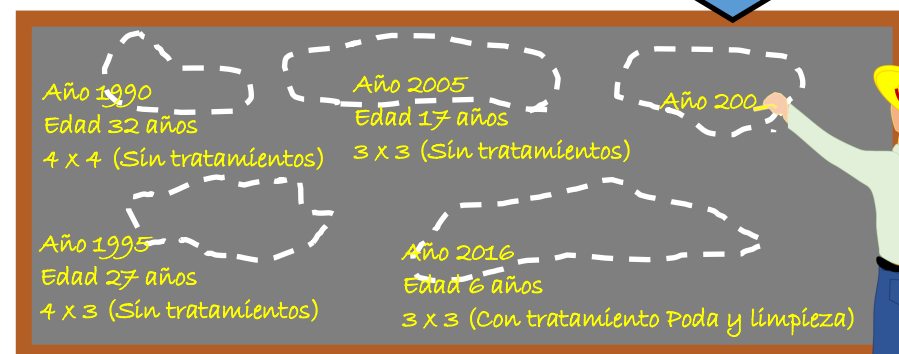 Año 1990
Edad 32 años
4 x 4 (Sin tratamientos)
Año 2005
Edad 17 años
3 x 3 (Sin tratamientos)
Año 200
Año 1995
Edad 27 años
4 x 3 (Sin tratamientos)
Año 2016
Edad 6 años
3 x 3 (Con tratamiento Poda y limpieza)